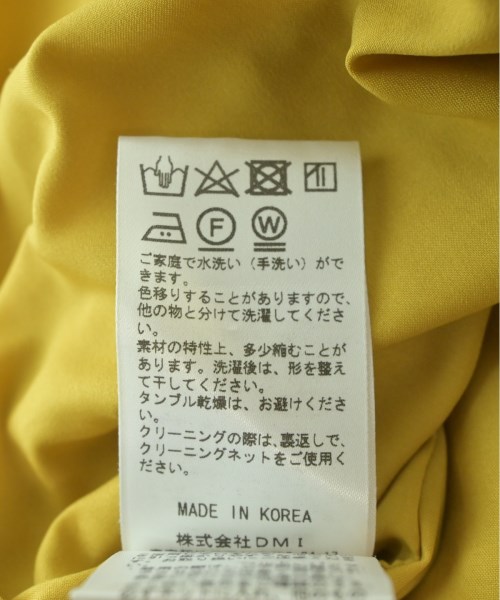 F W
ご家庭で水洗い（手洗い）がで
きます。
色移りすることがありますので、
他の物と分けて洗濯してくださ
い。
素材の特性上、多少縮むことが
あります。洗濯後は、形を整え
て干してください。
タンブル乾燥は、お避けくださ
い。
クリーニングの際は、裏返しで、
クリーニングネットをご使用く
ださい。
MADE IN KOREA
株式会社DMI